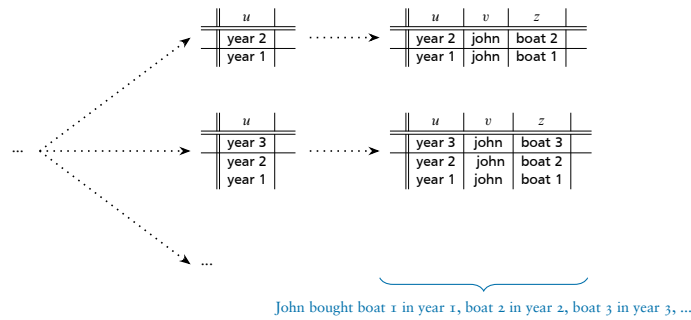 u u v z
year 2 year 2 john boat 2
year 1 year 1 john boat 1
u u v z
... year 3 year 3 john boat 3
year 2 year 2 john boat 2
year 1 year 1 john boat 1
...
John bought boat 1 in year 1, boat 2 in year 2, boat 3 in year 3, ...